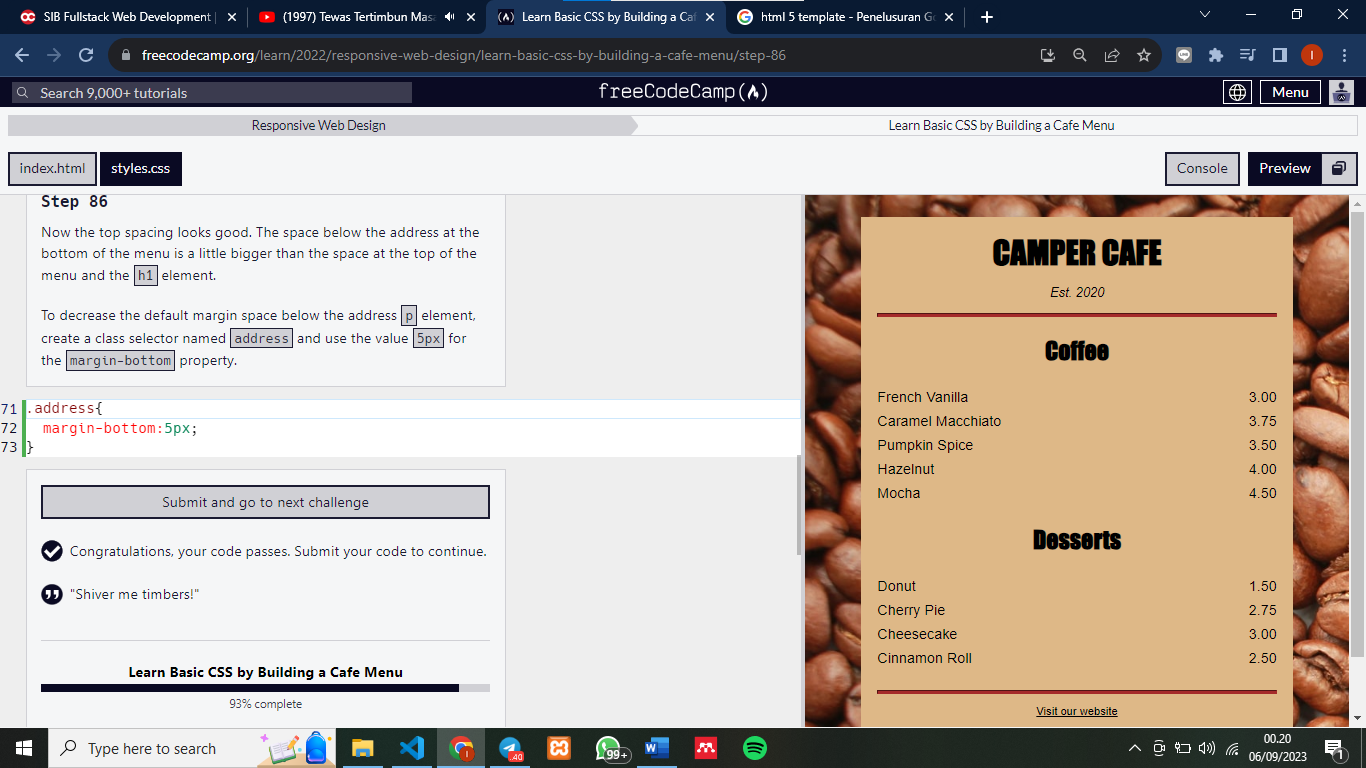 SIB Fullstack Web Development |
(1997) Tewas Tertimbun Mas
Learn Basic CSS by Building a Caf
html 5 template - Penelusuran Go
freecodecamp.org/learn/2022/responsive-web-design/learn-basic-css-by-building-a-cafe-menu/step-86
I
Search 9,000+ tutorials
freeCodeCamp
Menu
Responsive Web Design
Learn Basic CSS by Building a Cafe Menu
index.html
styles.css
Console
Preview
Step 86
Now the top spacing looks good. The space below the address at the
bottom of the menu is a little bigger than the space at the top of the
menu and the h1 element.
To decrease the default margin space below the address p element,
create a class selector named address and use the value 5px for
the margin-bottom property.
71 .address{
72 margin-bottom:5px;
73 }
Submit and go to next challenge
Congratulations, your code passes. Submit your code to continue.
"Shiver me timbers!"
Learn Basic CSS by Building a Cafe Menu
93% complete
CAMPER CAFE
Est. 2020
Coffee
French Vanilla 3.00
Caramel Macchiato 3.75
Pumpkin Spice 3.50
Hazelnut 4.00
Mocha 4.50
Desserts
Donut 1.50
Cherry Pie 2.75
Cheesecake 3.00
Cinnamon Roll 2.50
Visit our website
Type here to search
I
40
99+
00.20
06/09/2023
1